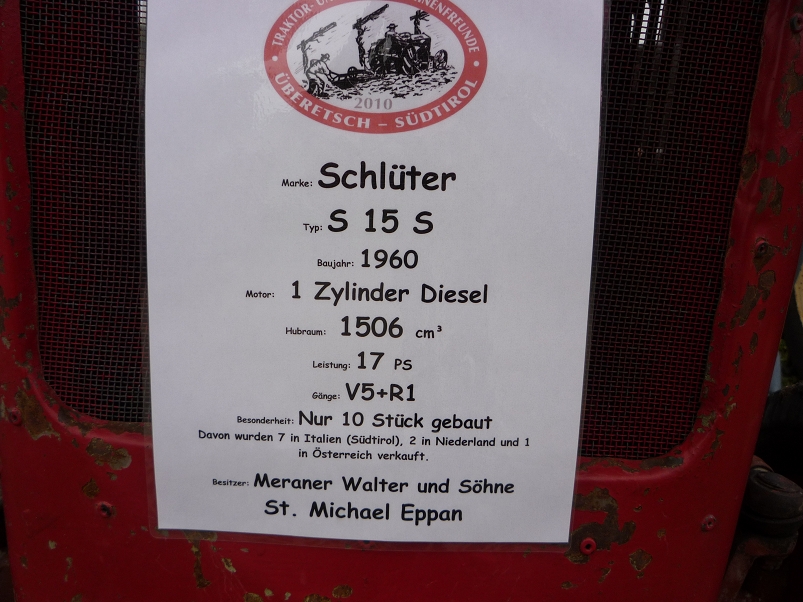 TRAKTOR- U NENFREUNDE
2010
ÜBERETSCH – SÜDTIROL
Marke: Schlüter
Typ: S 15 S
Baujahr: 1960
Motor: 1 Zylinder Diesel
Hubraum: 1506 cm³
Leistung: 17 PS
Gänge: V5+R1
Besonderheit: Nur 10 Stück gebaut
Davon wurden 7 in Italien (Südtirol), 2 in Niederland und 1
in Österreich verkauft.
Besitzer: Meraner Walter und Söhne
St. Michael Eppan